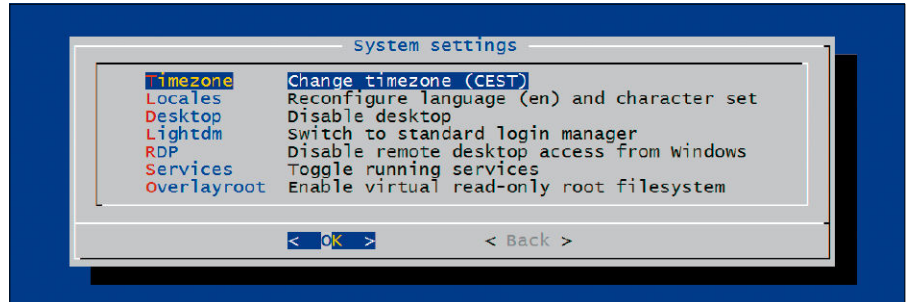 System settings
Timezone Change timezone (CEST)
Locales Reconfigure language (en) and character set
Desktop Disable desktop
Lightdm Switch to standard login manager
RDP Disable remote desktop access from Windows
Services Toggle running services
Overlayroot Enable virtual read-only root filesystem
< OK > < Back >